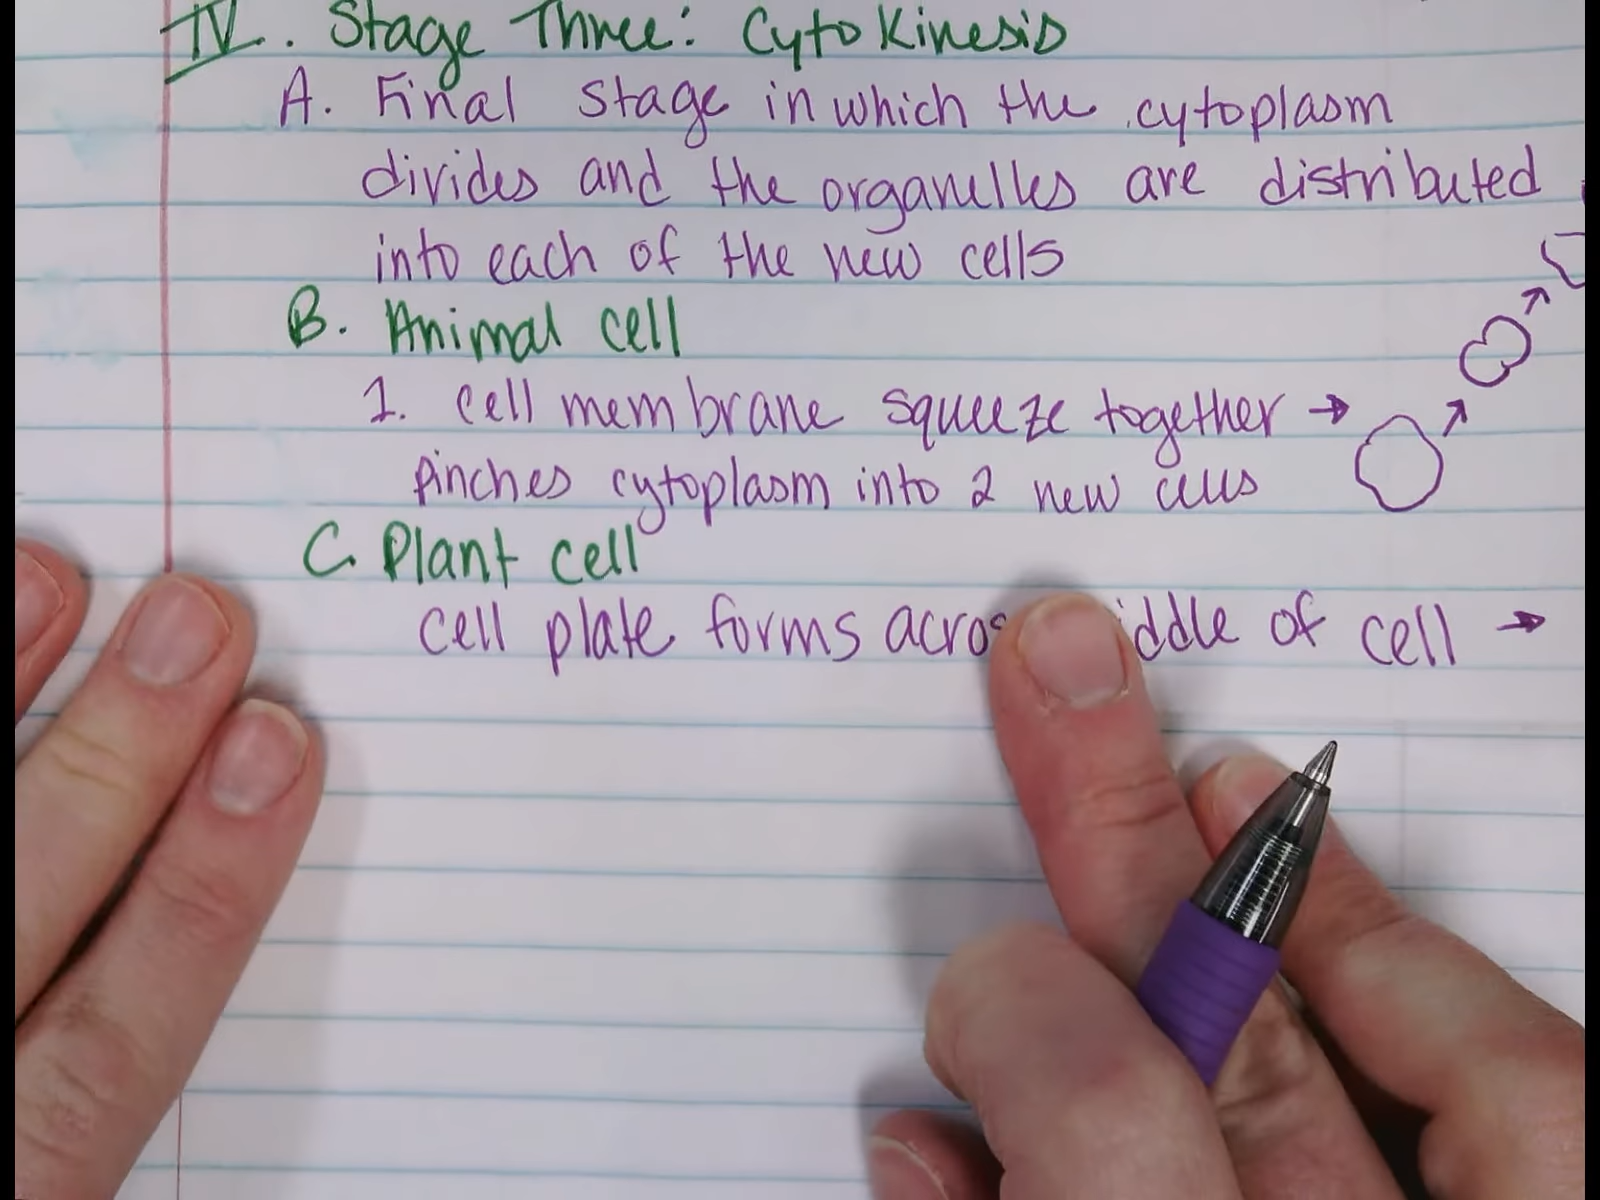 IV. Stage Three: Cytokinesis
A. Final stage in which the cytoplasm
divides and the organelles are distributed
into each of the new cells
B. Animal cell
1. cell membrane squeeze together →
pinches cytoplasm into 2 new cells
C. Plant cell
cell plate forms of cell →